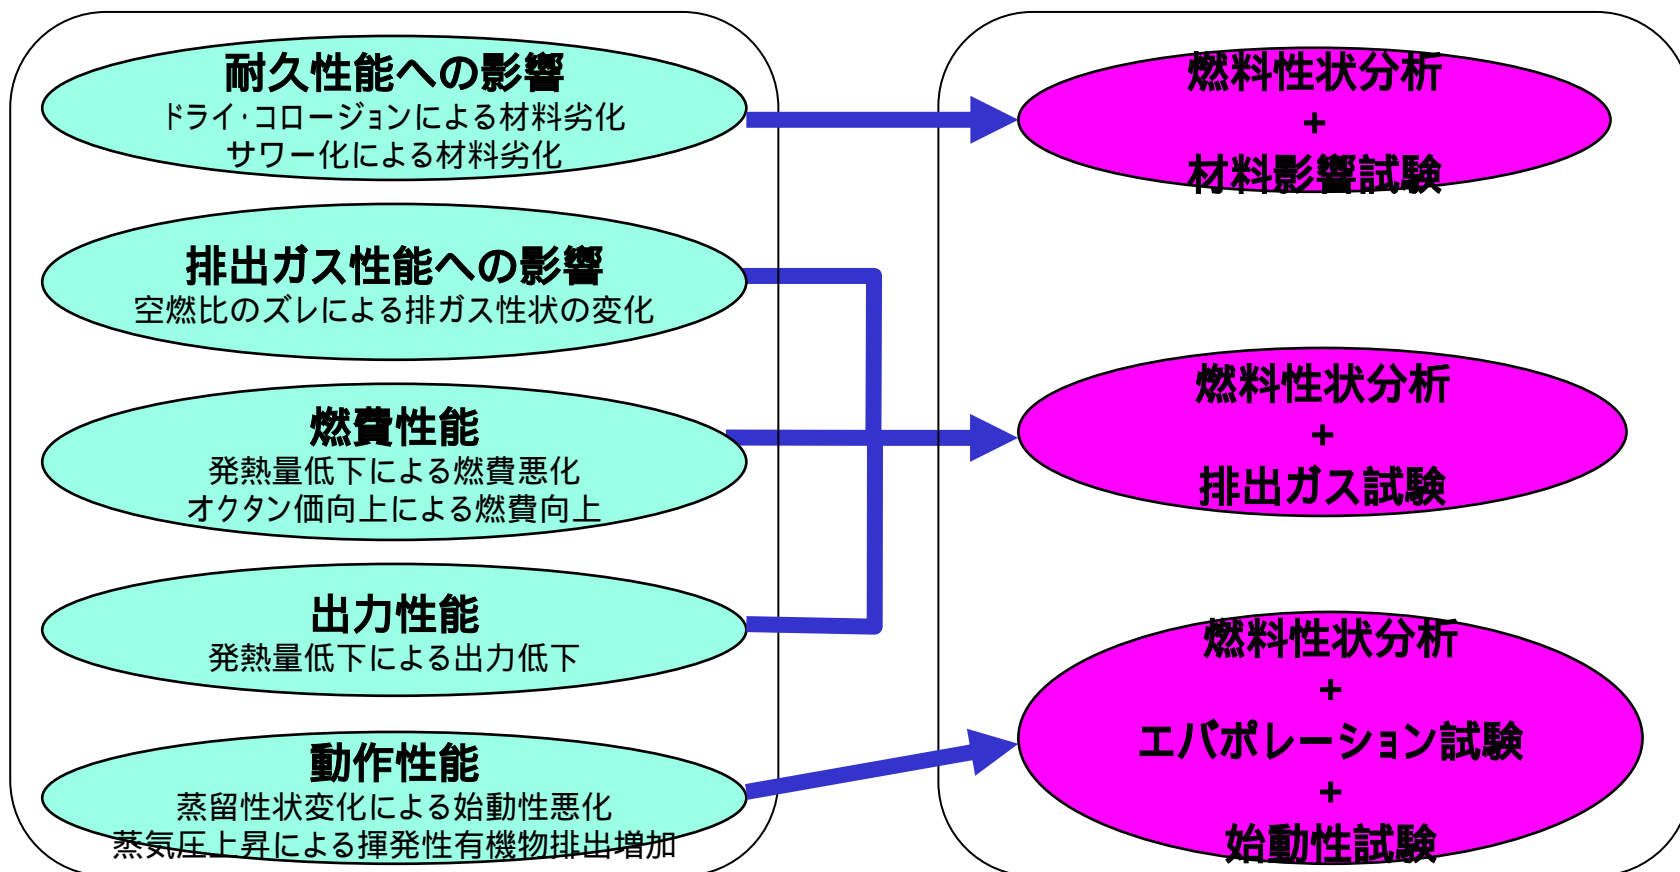 耐久性能への影響
ドライ・コロージョンによる材料劣化
サワー化による材料劣化
排出ガス性能への影響
空燃比のズレによる排ガス性状の変化
燃費性能
発熱量低下による燃費悪化
オクタン価向上による燃費向上
出力性能
発熱量低下による出力低下
動作性能
蒸留性状変化による始動性悪化
蒸気圧上昇による揮発性有機物排出増加
燃料性状分析
+
材料影響試験
燃料性状分析
+
排出ガス試験
燃料性状分析
+
エバポレーション試験
+
始動性試験